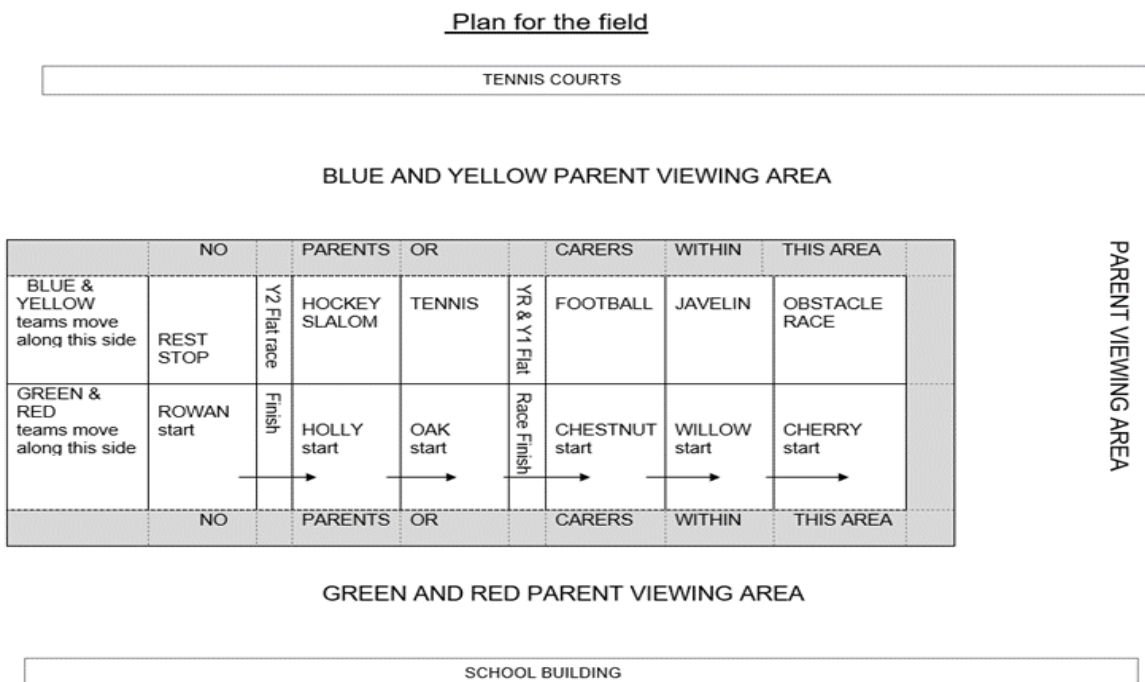 Plan for the field
TENNIS COURTS
BLUE AND YELLOW PARENT VIEWING AREA
NO PARENTS OR CARERS WITHIN THIS AREA
BLUE &
YELLOW
teams move
along this side
REST
STOP
Y2 Flat race
HOCKEY
SLALOM
TENNIS
YR & Y1 Flat
FOOTBALL
JAVELIN
OBSTACLE
RACE
GREEN &
RED
teams move
along this side
ROWAN
start
Finish
HOLLY
start
OAK
start
Race Finish
CHESTNUT
start
WILLOW
start
CHERRY
start
NO PARENTS OR CARERS WITHIN THIS AREA
PARENT VIEWING AREA
GREEN AND RED PARENT VIEWING AREA
SCHOOL BUILDING